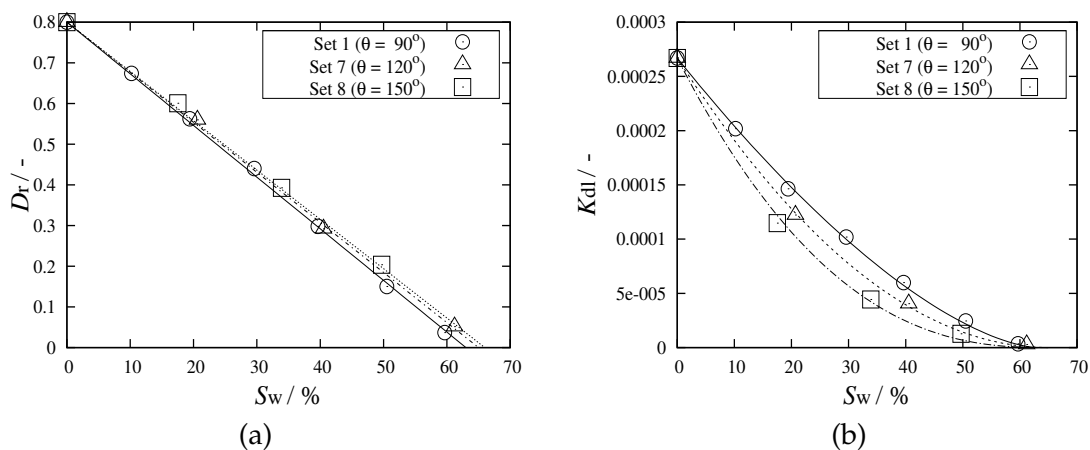 0.8
0.7
0.6
0.5
0.4
0.3
0.2
0.1
0
Dr / -
Set 1 (θ = 90°)
Set 7 (θ = 120°)
Set 8 (θ = 150°)
0 10 20 30 40 50 60 70
Sw / %
(a)
0.0003
0.00025
0.0002
0.00015
0.0001
5e-005
0
Kdl / -
Set 1 (θ = 90°)
Set 7 (θ = 120°)
Set 8 (θ = 150°)
0 10 20 30 40 50 60 70 80
Sw / %
(b)